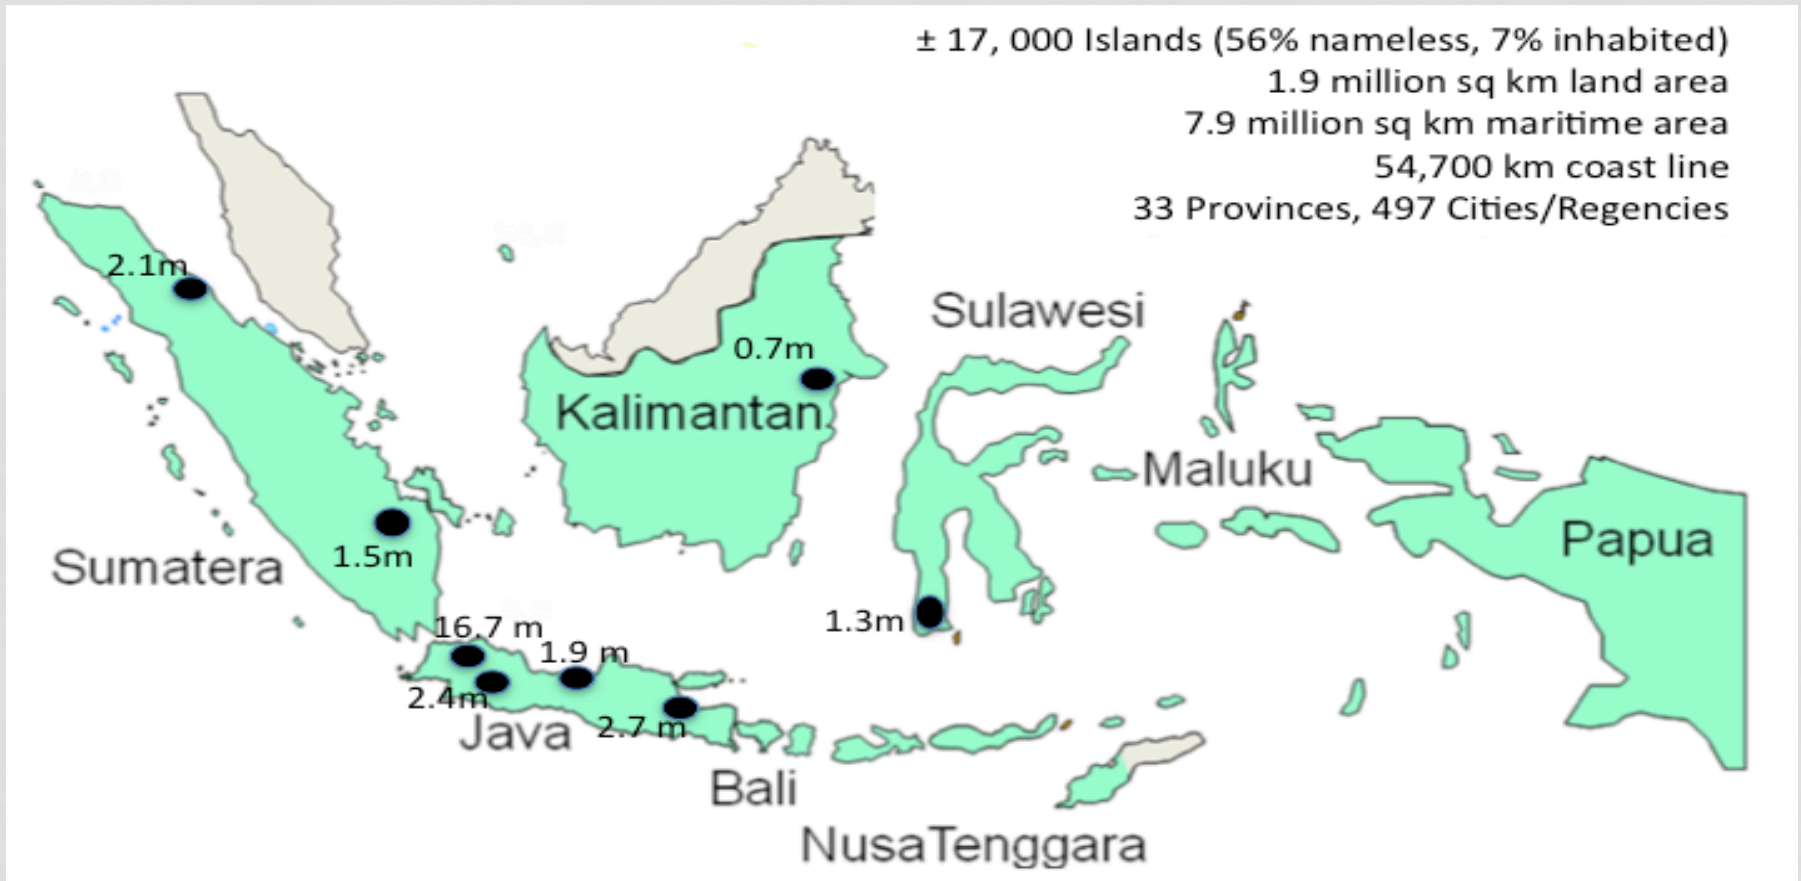 ± 17, 000 Islands (56% nameless, 7% inhabited)
1.9 million sq km land area
7.9 million sq km maritime area
54,700 km coast line
33 Provinces, 497 Cities/Regencies
2.1m
Sulawesi
0.7m
Kalimantan
Maluku
Papua
1.5m
Sumatera
1.3m
16.7 m
1.9 m
2.4m
2.7 m
Java
Bali
NusaTenggara